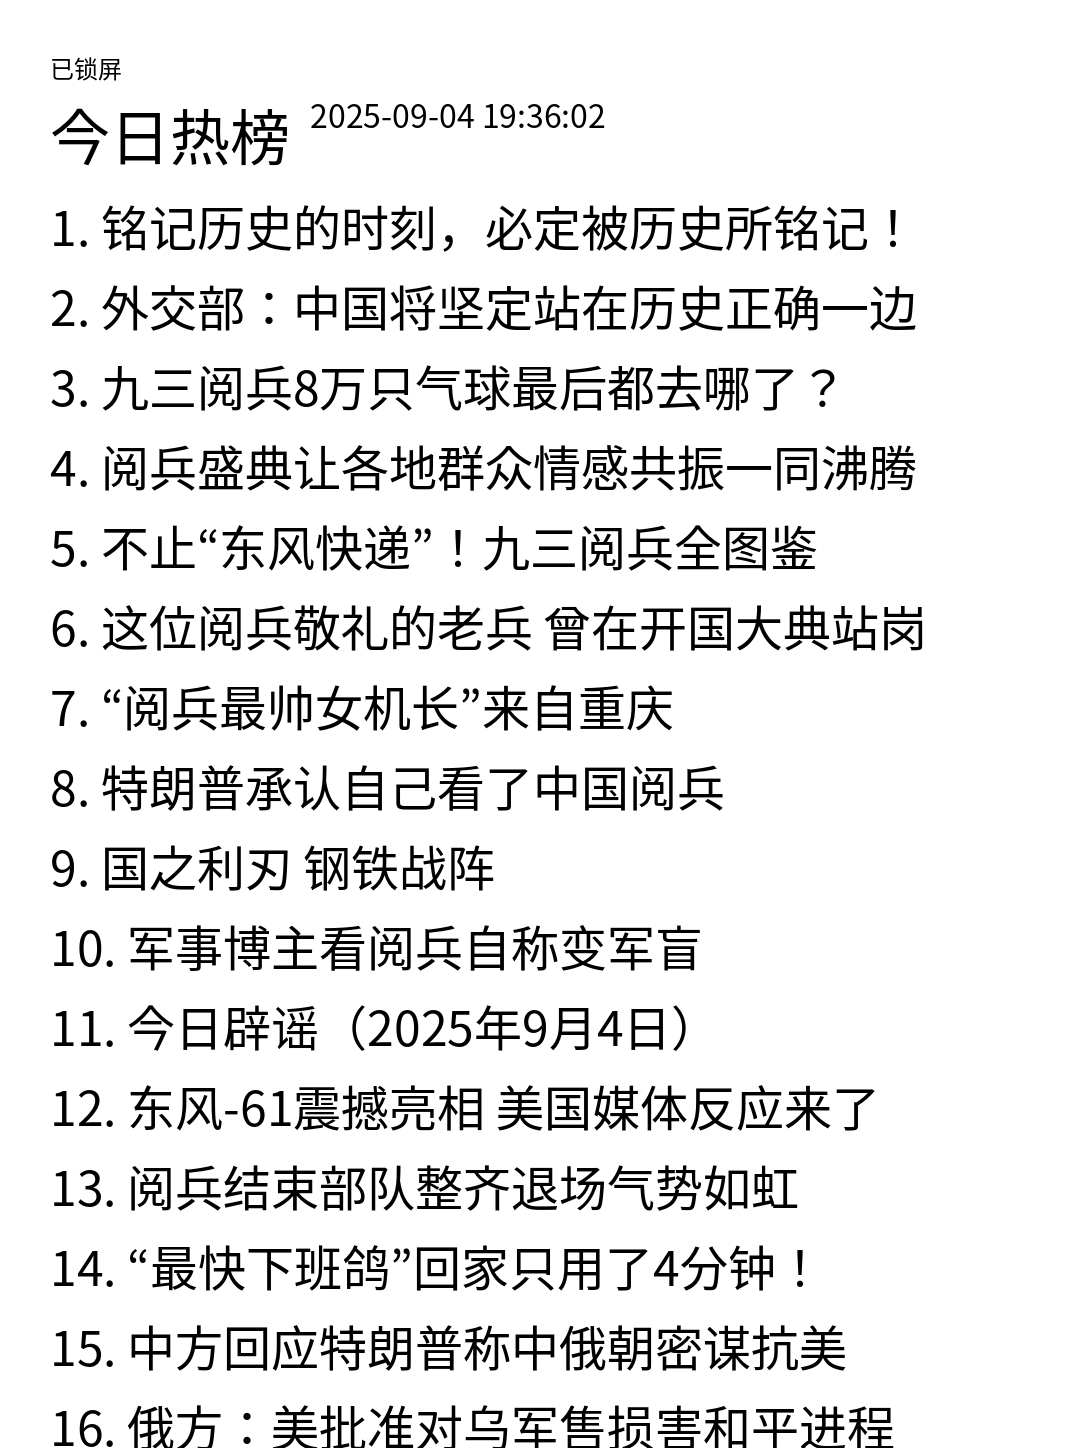 已锁屏
今日热榜 2025-09-04 19:36:02
1. 铭记历史的时刻，必定被历史所铭记！
2. 外交部：中国将坚定站在历史正确一边
3. 九三阅兵8万只气球最后都去哪了？
4. 阅兵盛典让各地群众情感共振一同沸腾
5. 不止“东风快递”！九三阅兵全图鉴
6. 这位阅兵敬礼的老兵 曾在开国大典站岗
7. “阅兵最帅女机长”来自重庆
8. 特朗普承认自己看了中国阅兵
9. 国之利刃 钢铁战阵
10. 军事博主看阅兵自称变军盲
11. 今日辟谣（2025年9月4日）
12. 东风-61震撼亮相 美国媒体反应来了
13. 阅兵结束部队整齐退场气势如虹
14. “最快下班鸽”回家只用了4分钟！
15. 中方回应特朗普称中俄朝密谋抗美
16. 俄方：美批准对乌军售损害和平进程